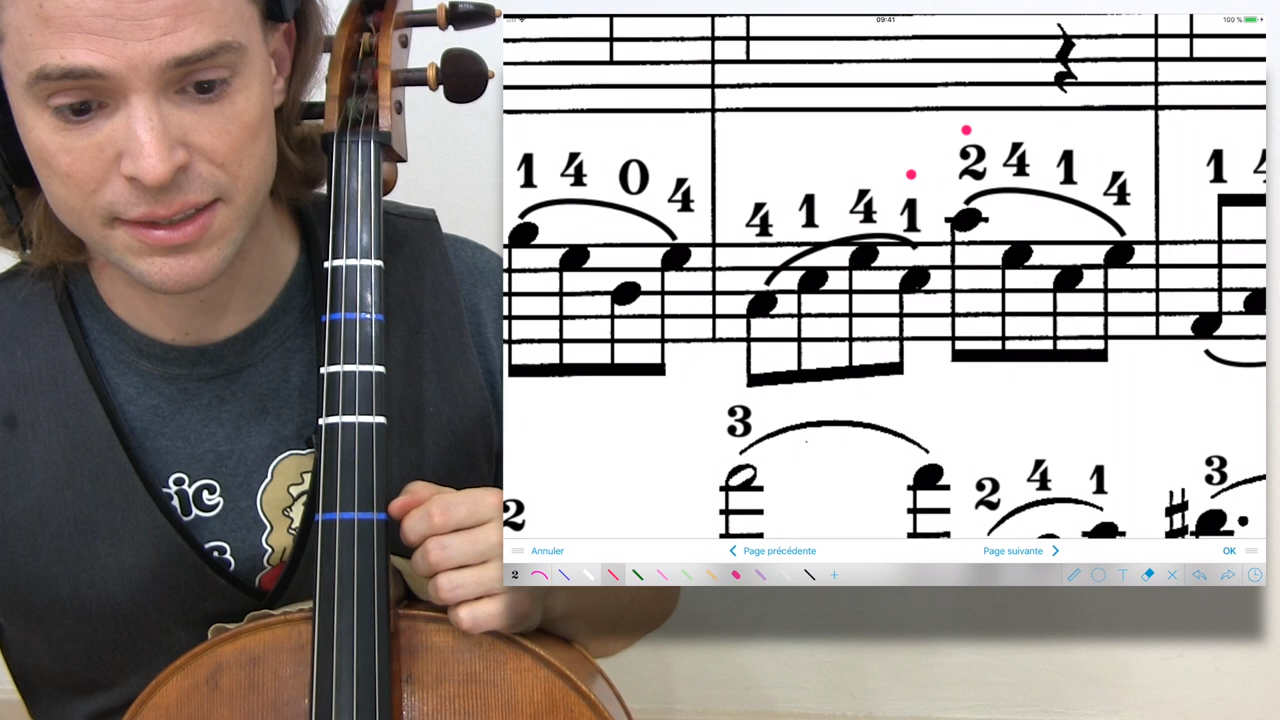 09:41
100 %
1 4 0 4
4 1 4 1
2 4 1 4
1 4
3
2
2 4 1
3
Annuler
Page précédente
Page suivante
OK
2
T
sic
s